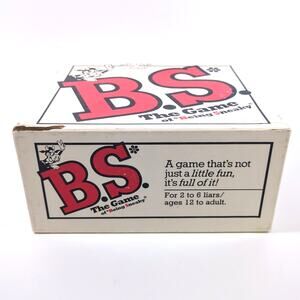 B.S.*
The Game
of "Being Sneaky"
B.S.*
The Game
of "Being Sneaky"
A game that's not
just a little fun,
it's full of it!
For 2 to 6 liars/
ages 12 to adult.